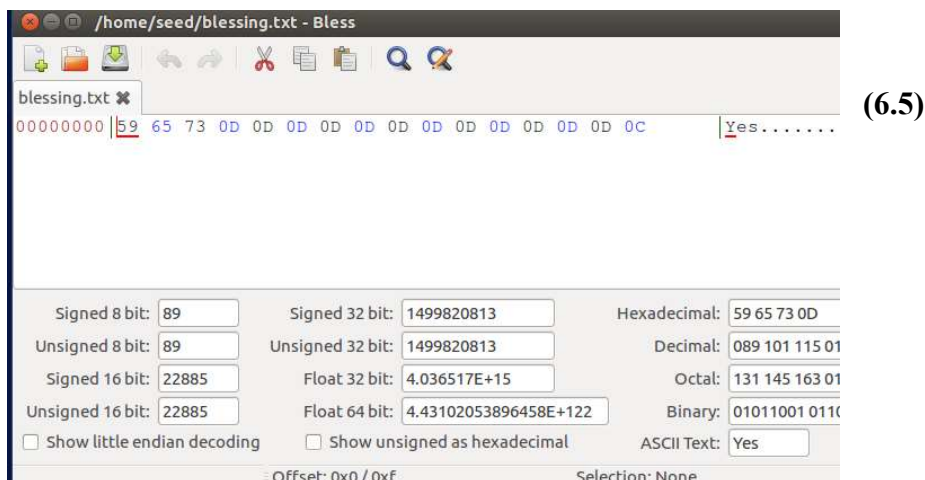 /home/seed/blessing.txt - Bless
blessing.txt
(6.5)
00000000 59 65 73 0D 0D 0D 0D 0D 0D 0D 0D 0D 0D 0D 0D 0C Yes.......
Signed 8 bit: 89 Signed 32 bit: 1499820813 Hexadecimal: 59 65 73 0D
Unsigned 8 bit: 89 Unsigned 32 bit: 1499820813 Decimal: 089 101 115 01
Signed 16 bit: 22885 Float 32 bit: 4.036517E+15 Octal: 131 145 163 01
Unsigned 16 bit: 22885 Float 64 bit: 4.43102053896458E+122 Binary: 01011001 0110
Show little endian decoding Show unsigned as hexadecimal ASCII Text: Yes
Offset: 0x0 / 0xf Selection: None